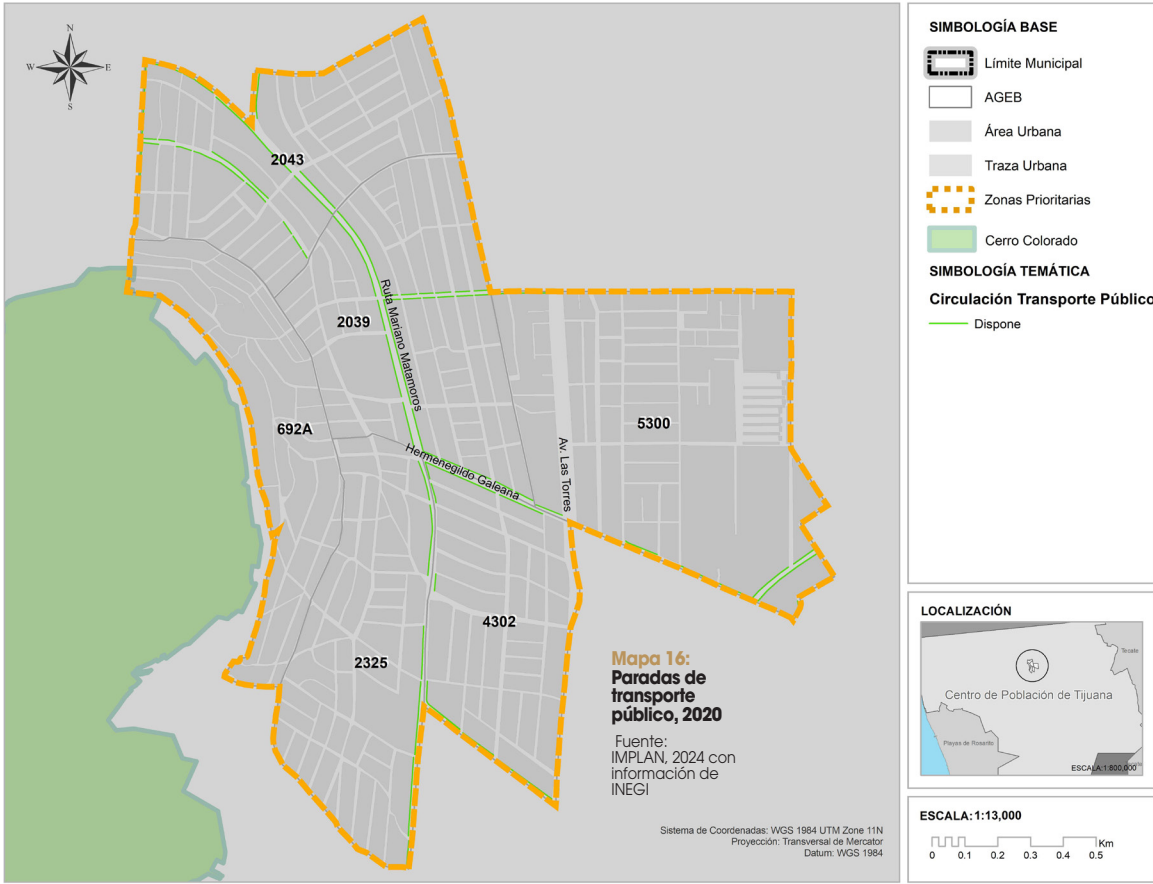 N
W
E
S
2043
Ruta Mariano Matamoros
2039
692A
5300
Hermenegildo Galeana
Av. Las Torres
4302
2325
Mapa 16:
Paradas de
transporte
público, 2020
Fuente:
IMPLAN, 2024 con
información de
INEGI
Sistema de Coordenadas: WGS 1984 UTM Zone 11N
Proyección: Transversal de Mercator
Datum: WGS 1984
SIMBOLOGÍA BASE
Límite Municipal
AGEB
Área Urbana
Traza Urbana
Zonas Prioritarias
Cerro Colorado
SIMBOLOGÍA TEMÁTICA
Circulación Transporte Público
Dispone
LOCALIZACIÓN
Tecate
Centro de Población de Tijuana
Playas de Rosarito
ESCALA:1:800,000
ESCALA:1:13,000
Km
0 0.1 0.2 0.3 0.4 0.5